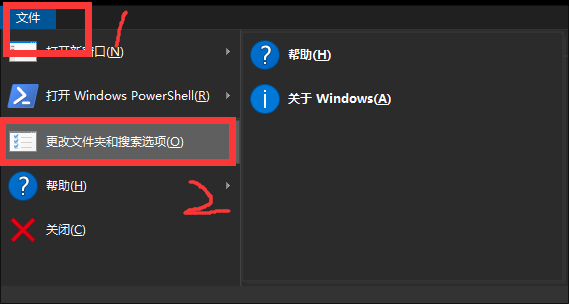 文件
1
打开新窗口(N)
打开 Windows PowerShell(R)
更改文件夹和搜索选项(O)
帮助(H)
2
关闭(C)
帮助(H)
关于 Windows(A)